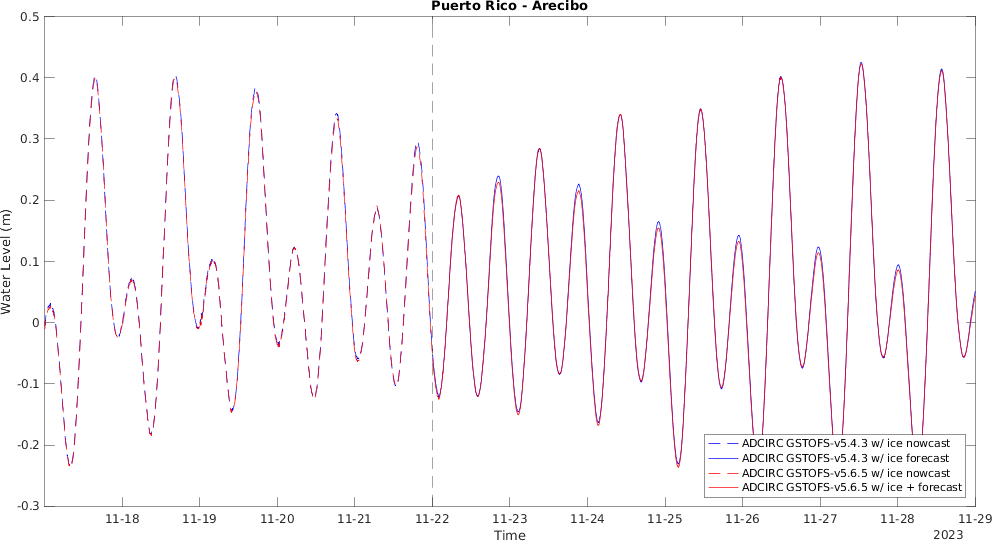 Puerto Rico - Arecibo
0.5
0.4
0.3
0.2
0.1
0
-0.1
-0.2
-0.3
Water Level (m)
ADCIRC GSTOFS-v5.4.3 w/ ice nowcast
ADCIRC GSTOFS-v5.4.3 w/ ice forecast
ADCIRC GSTOFS-v5.6.5 w/ ice nowcast
ADCIRC GSTOFS-v5.6.5 w/ ice + forecast
11-18 11-19 11-20 11-21 11-22 11-23 11-24 11-25 11-26 11-27 11-28 11-29
Time
2023